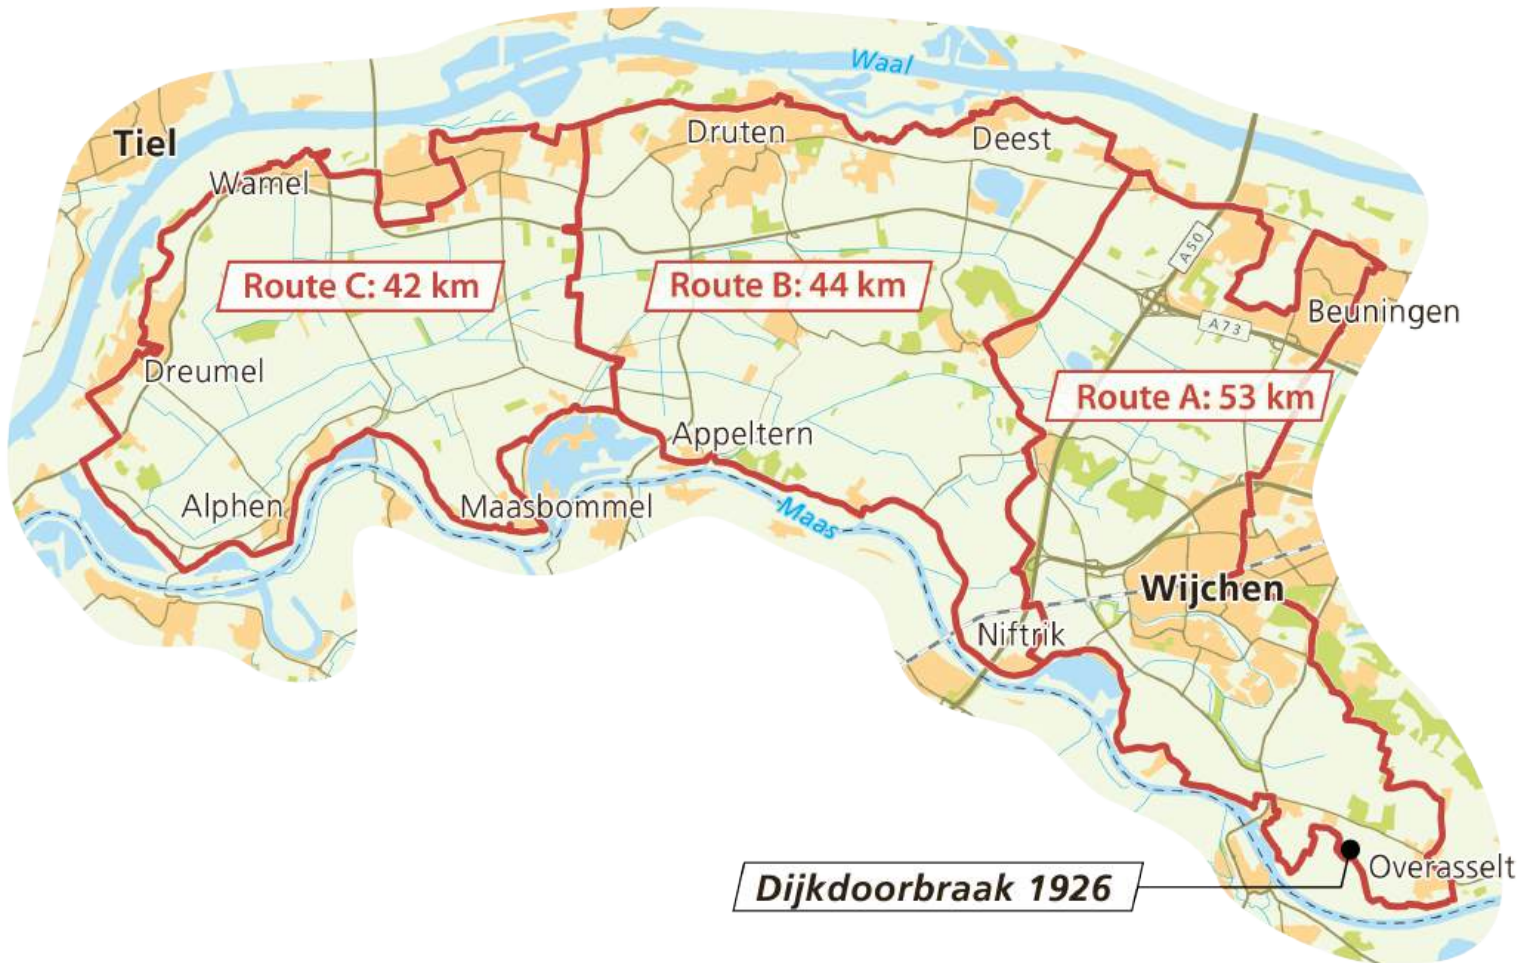 Waal
Tiel
Druten
Deest
Wamel
A50
Route C: 42 km
Route B: 44 km
Beuningen
A73
Dreumel
Route A: 53 km
Appeltern
Alphen
Maasbommel
Maas
Wijchen
Niftrik
Overasselt
Dijkdoorbraak 1926